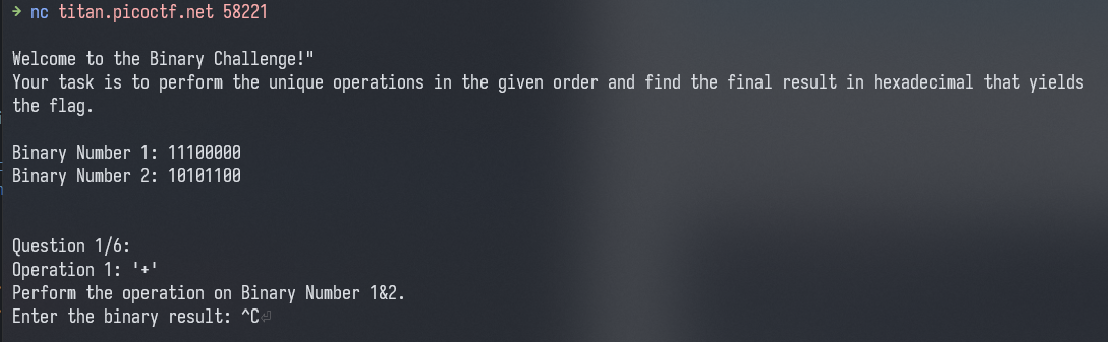 → nc titan.picoctf.net 58221
Welcome to the Binary Challenge!"
Your task is to perform the unique operations in the given order and find the final result in hexadecimal that yields
the flag.
Binary Number 1: 11100000
Binary Number 2: 10101100
Question 1/6:
Operation 1: '+'
Perform the operation on Binary Number 1&2.
Enter the binary result: ^C⏎